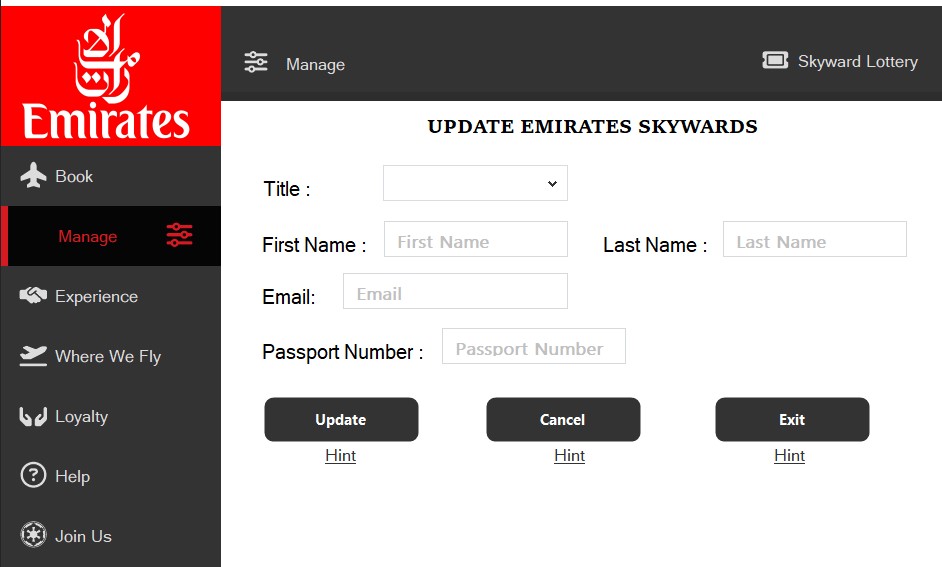 Emirates
Manage
Skyward Lottery
UPDATE EMIRATES SKYWARDS
Book
Manage
Experience
Where We Fly
Loyalty
Help
Join Us
Title :
First Name : First Name
Last Name : Last Name
Email: Email
Passport Number : Passport Number
Update
Cancel
Exit
Hint
Hint
Hint